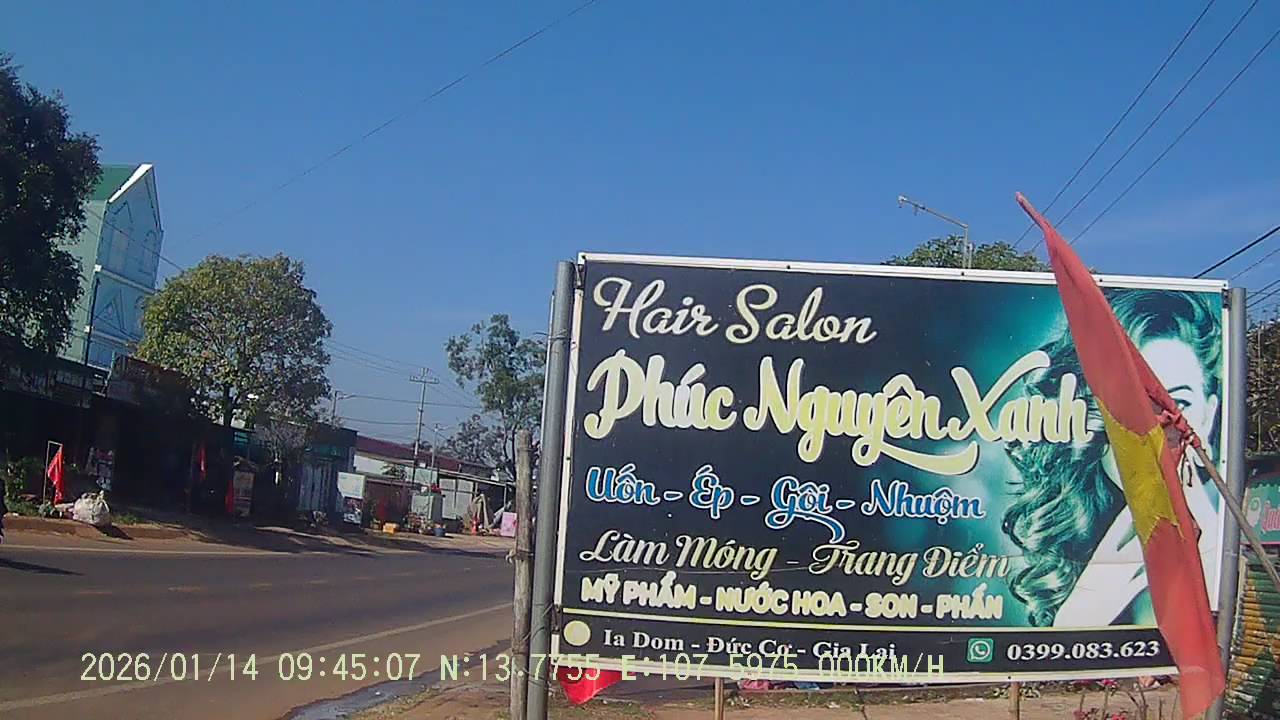 Hair Salon
Phúc Nguyên Xanh
Uốn - Ép - Gội - Nhuộm
Làm Móng - Trang Điểm
MỸ PHẨM - NƯỚC HOA - SON - PHẤN
Ia Dom - Đức Cơ - Gia Lai
0399.083.623
2026/01/14 09:45:07 N:13.7755 E:107.5975 000KM/H